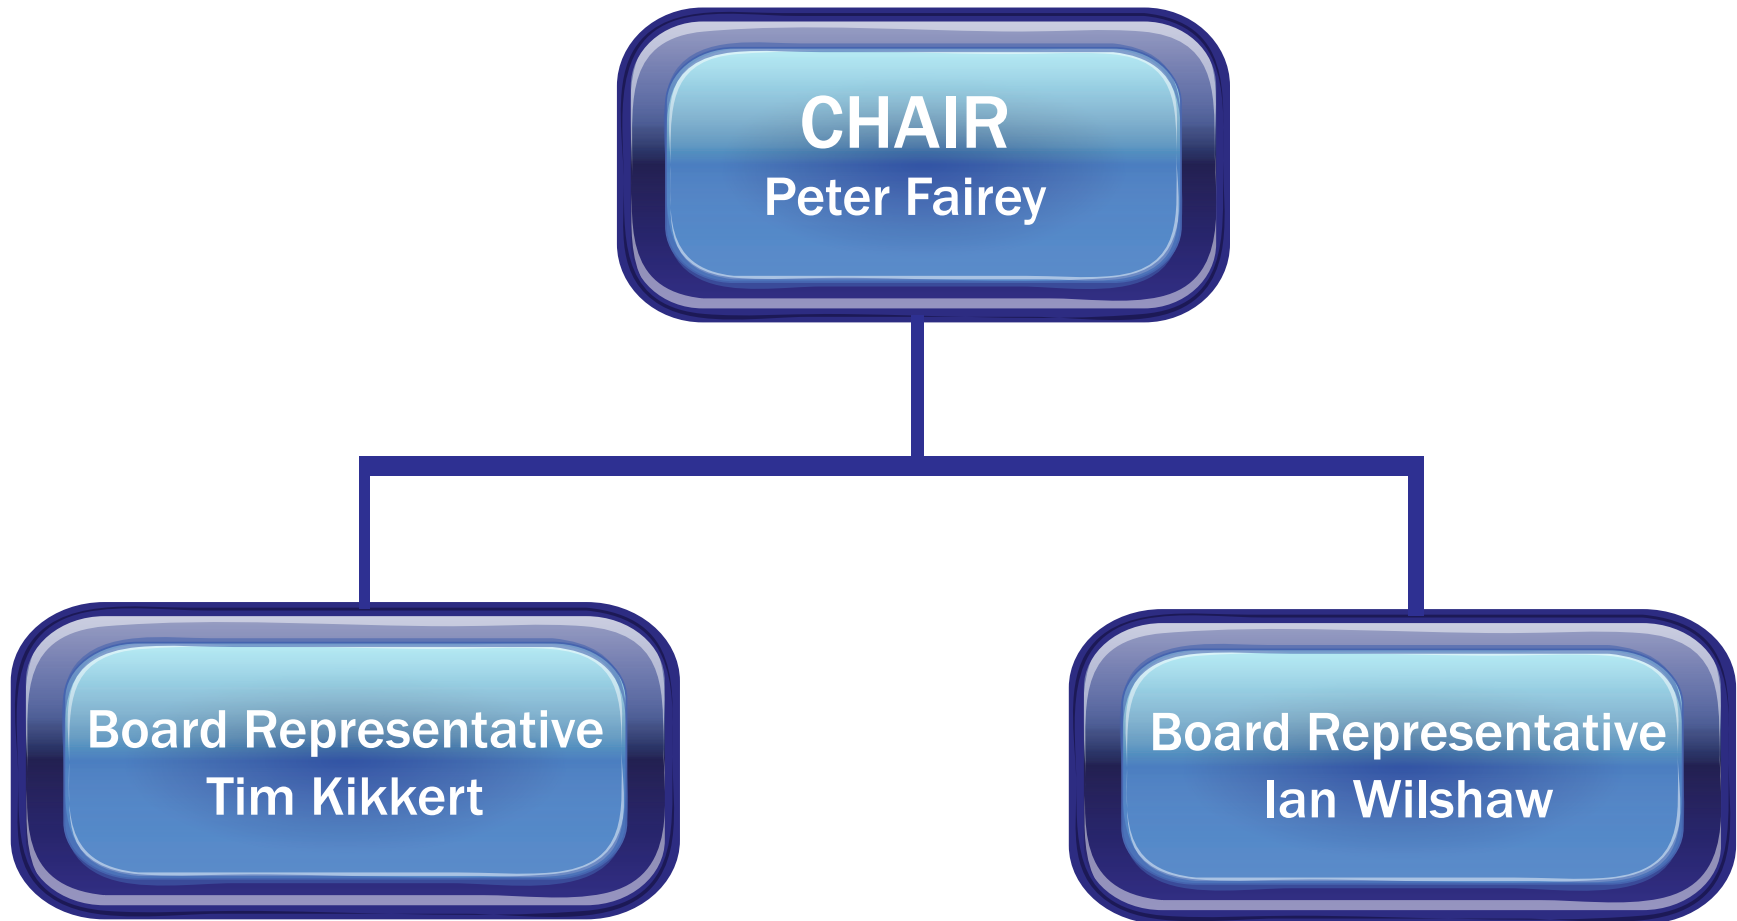 CHAIR
Peter Fairey
Board Representative
Tim Kikkert
Board Representative
Ian Wilshaw